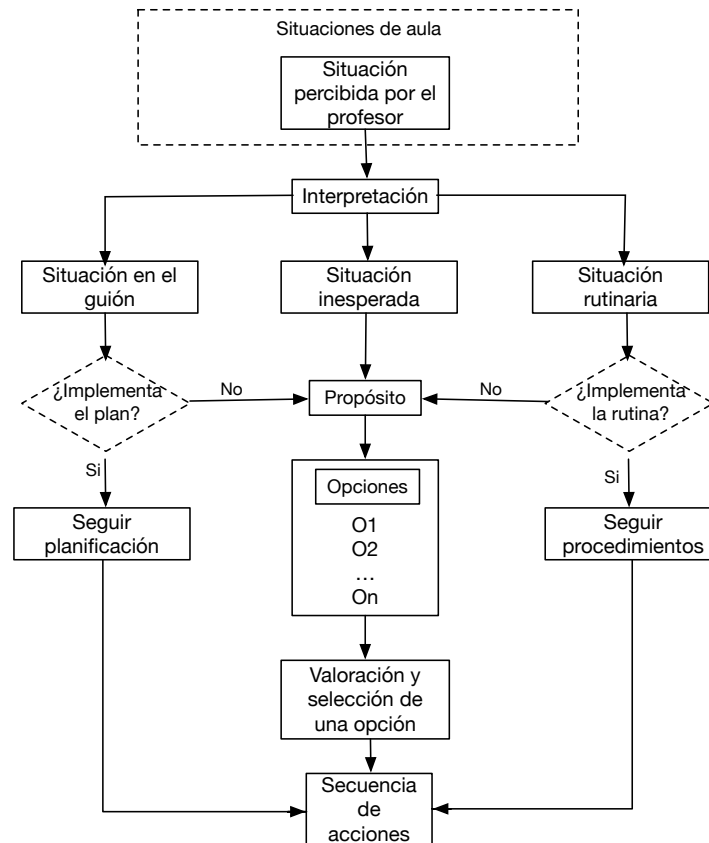 Situaciones de aula
Situación
percibida por el
profesor
Interpretación
Situación en el
guión
Situación
inesperada
Situación
rutinaria
¿Implementa
el plan?
No
Propósito
No
¿Implementa
la rutina?
Si
Si
Opciones
O1
O2
...
On
Seguir
planificación
Seguir
procedimientos
Valoración y
selección de
una opción
Secuencia
de
acciones